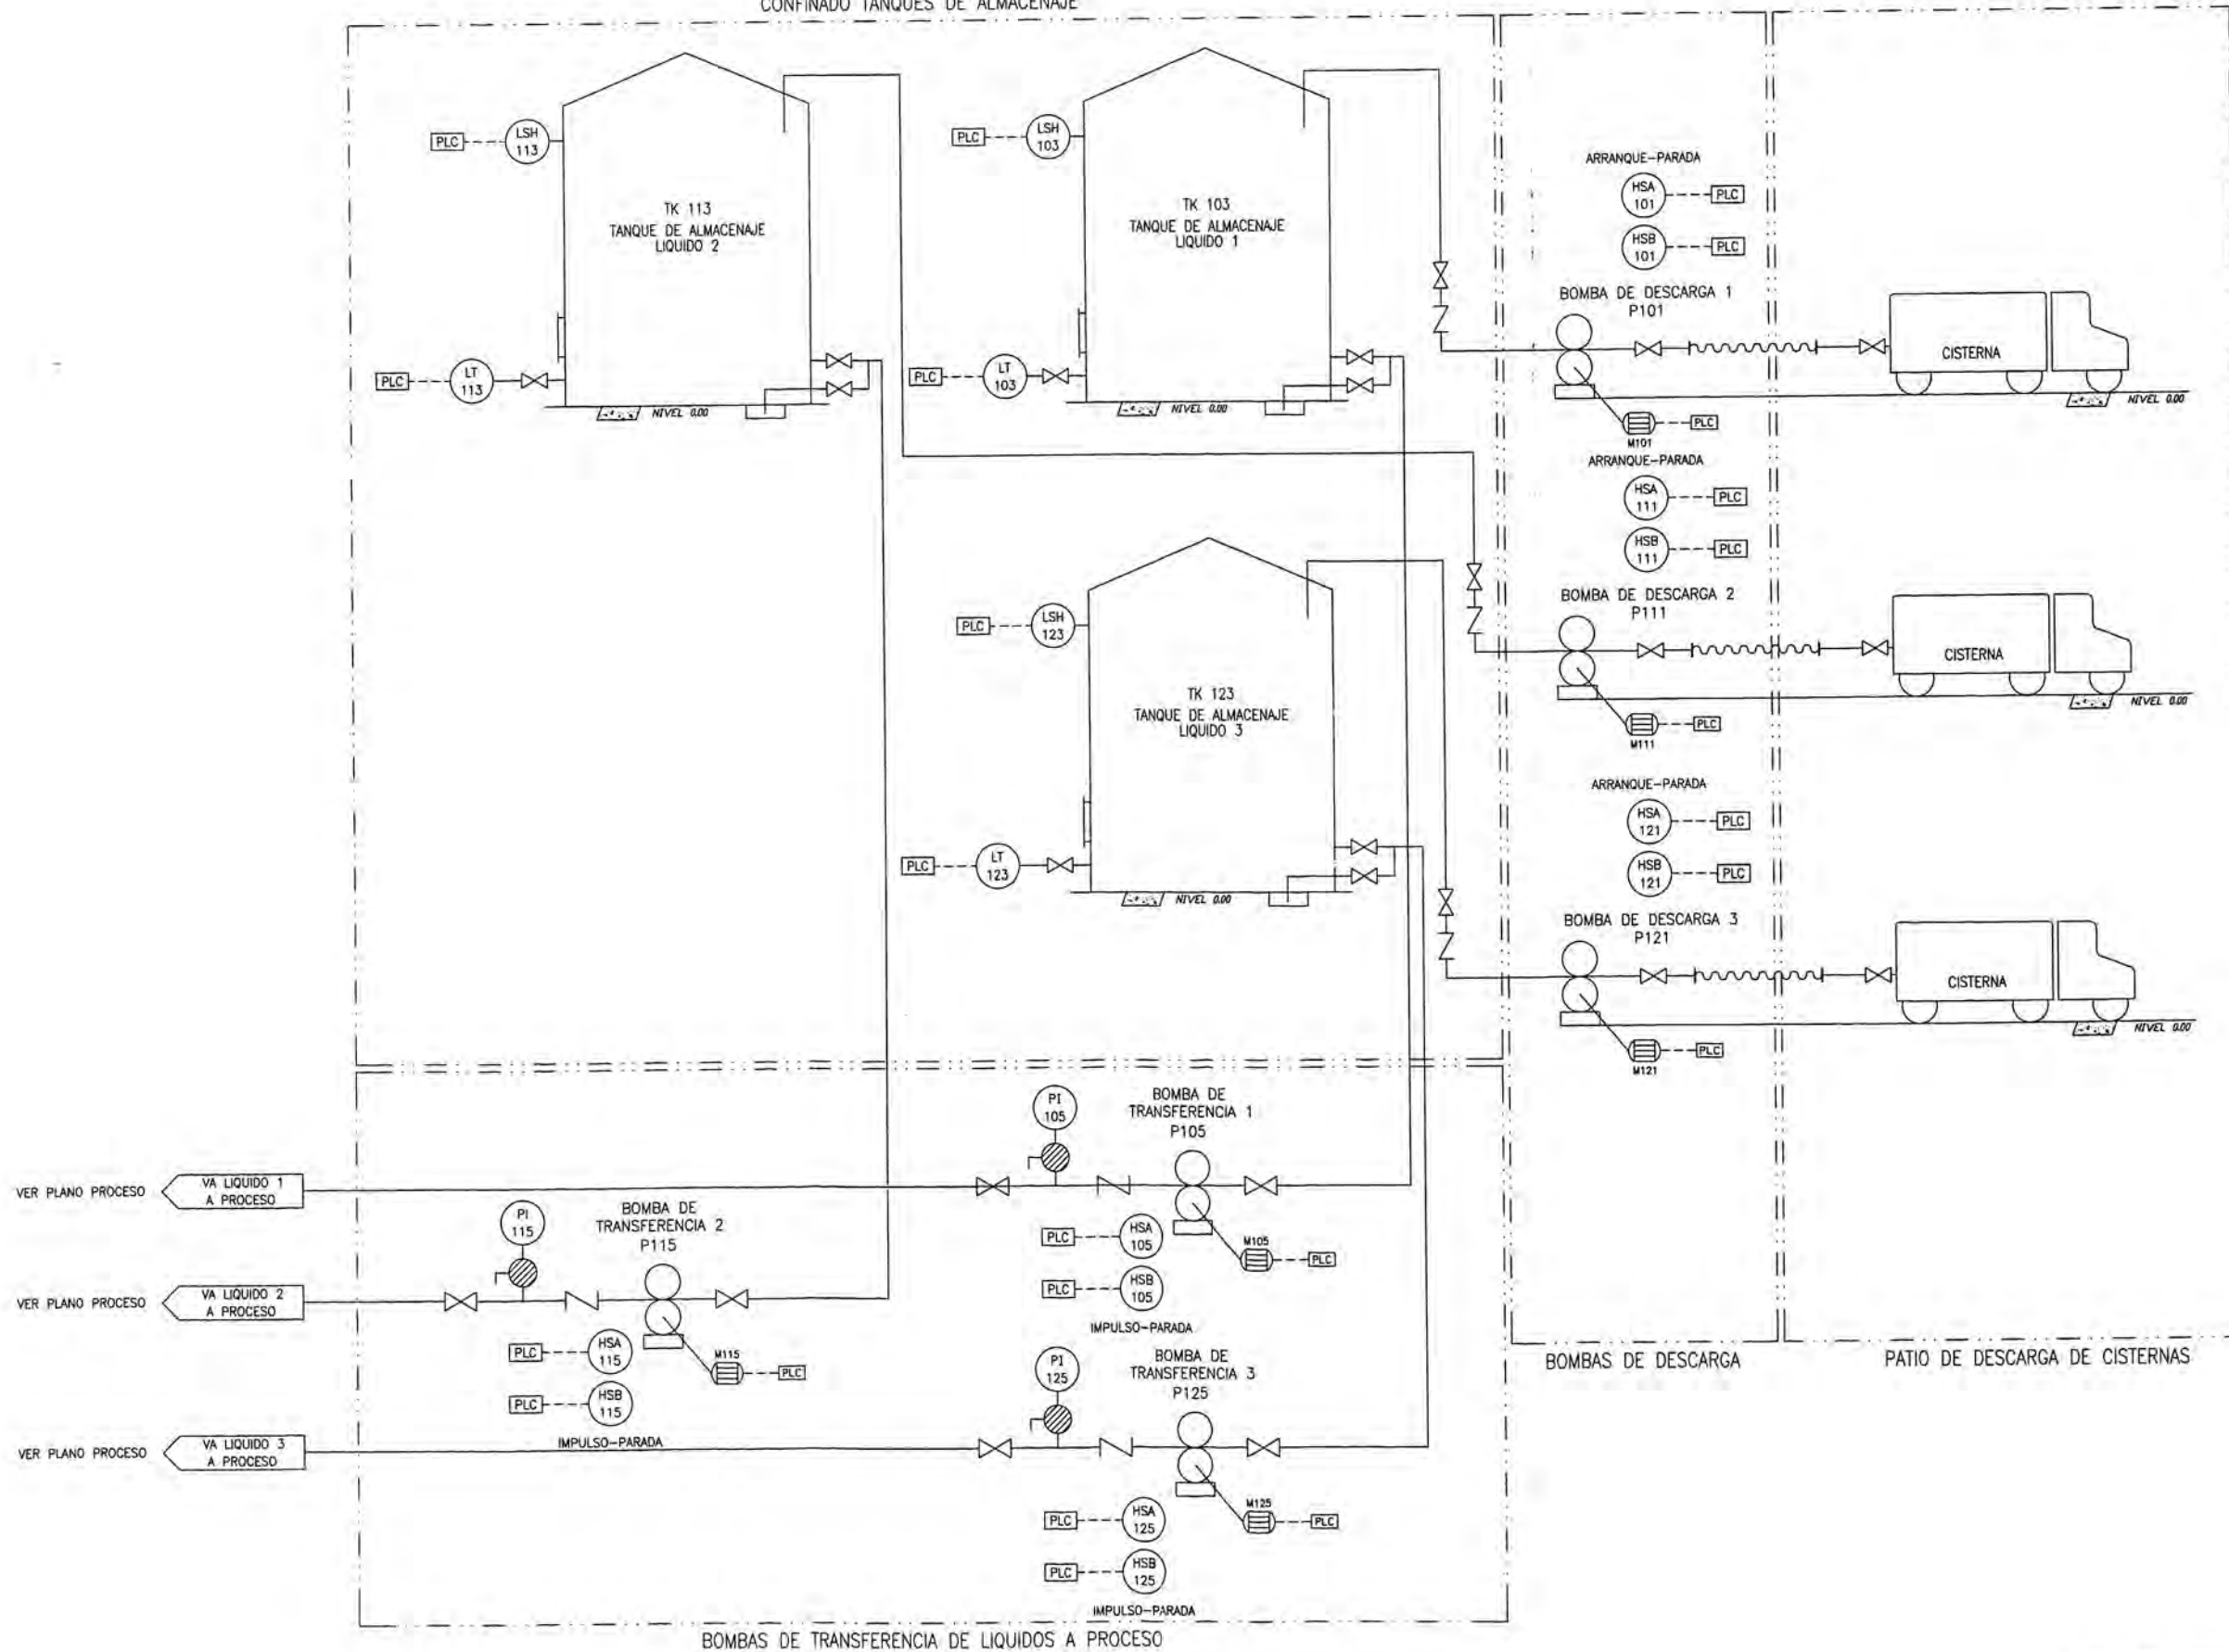 CONFINADO TANQUES DE ALMACENAJE
PLC
LSH
113
TK 113
TANQUE DE ALMACENAJE
LIQUIDO 2
PLC
LT
113
NIVEL 0.00
PLC
LSH
103
TK 103
TANQUE DE ALMACENAJE
LIQUIDO 1
PLC
LT
103
NIVEL 0.00
ARRANQUE-PARADA
HSA
101
PLC
HSB
101
PLC
BOMBA DE DESCARGA 1
P101
CISTERNA
NIVEL 0.00
M101
PLC
ARRANQUE-PARADA
HSA
111
PLC
HSB
111
PLC
BOMBA DE DESCARGA 2
P111
CISTERNA
NIVEL 0.00
M111
PLC
PLC
LSH
123
TK 123
TANQUE DE ALMACENAJE
LIQUIDO 3
PLC
LT
123
NIVEL 0.00
ARRANQUE-PARADA
HSA
121
PLC
HSB
121
PLC
BOMBA DE DESCARGA 3
P121
CISTERNA
NIVEL 0.00
M121
PLC
PI
105
BOMBA DE
TRANSFERENCIA 1
P105
VER PLANO PROCESO
VA LIQUIDO 1
A PROCESO
PLC
HSA
105
M105
PLC
PLC
HSB
105
IMPULSO-PARADA
PI
115
BOMBA DE
TRANSFERENCIA 2
P115
VER PLANO PROCESO
VA LIQUIDO 2
A PROCESO
PLC
HSA
115
M115
PLC
PLC
HSB
115
IMPULSO-PARADA
PI
125
BOMBA DE
TRANSFERENCIA 3
P125
VER PLANO PROCESO
VA LIQUIDO 3
A PROCESO
PLC
HSA
125
M125
PLC
PLC
HSB
125
IMPULSO-PARADA
BOMBAS DE DESCARGA
PATIO DE DESCARGA DE CISTERNAS
BOMBAS DE TRANSFERENCIA DE LIQUIDOS A PROCESO